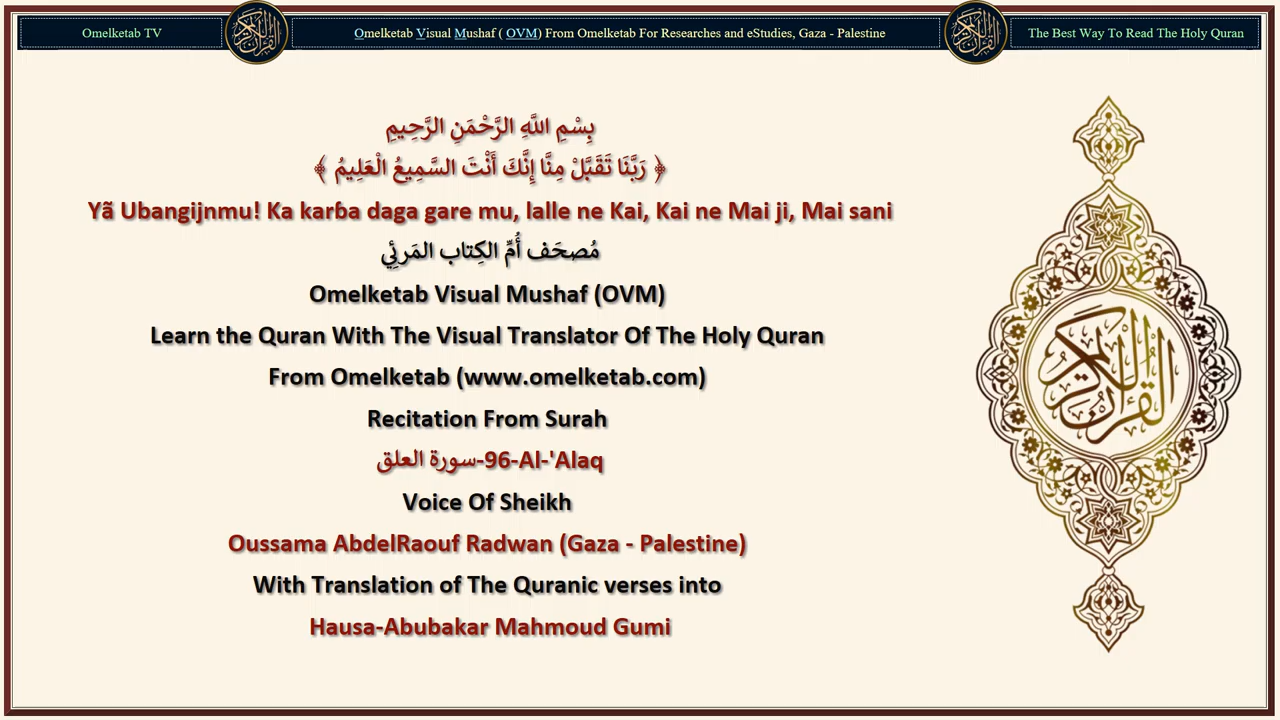 Omelketab TV
Omelketab Visual Mushaf ( OVM) From Omelketab For Researches and eStudies, Gaza - Palestine
The Best Way To Read The Holy Quran
بِسْمِ اللَّهِ الرَّحْمَنِ الرَّحِيمِ
﴿ رَبَّنَا تَقَبَّلْ مِنَّا إِنَّكَ أَنْتَ السَّمِيعُ الْعَلِيمُ ﴾
Yã Ubangijnmu! Ka karɓa daga gare mu, lalle ne Kai, Kai ne Mai ji, Mai sani
مُصحَف أُمِّ الكِتاب المَرئِي
Omelketab Visual Mushaf (OVM)
Learn the Quran With The Visual Translator Of The Holy Quran
From Omelketab (www.omelketab.com)
Recitation From Surah
سورة العلق-96-Al-'Alaq
Voice Of Sheikh
Oussama AbdelRaouf Radwan (Gaza - Palestine)
With Translation of The Quranic verses into
Hausa-Abubakar Mahmoud Gumi
القرآن الكريم